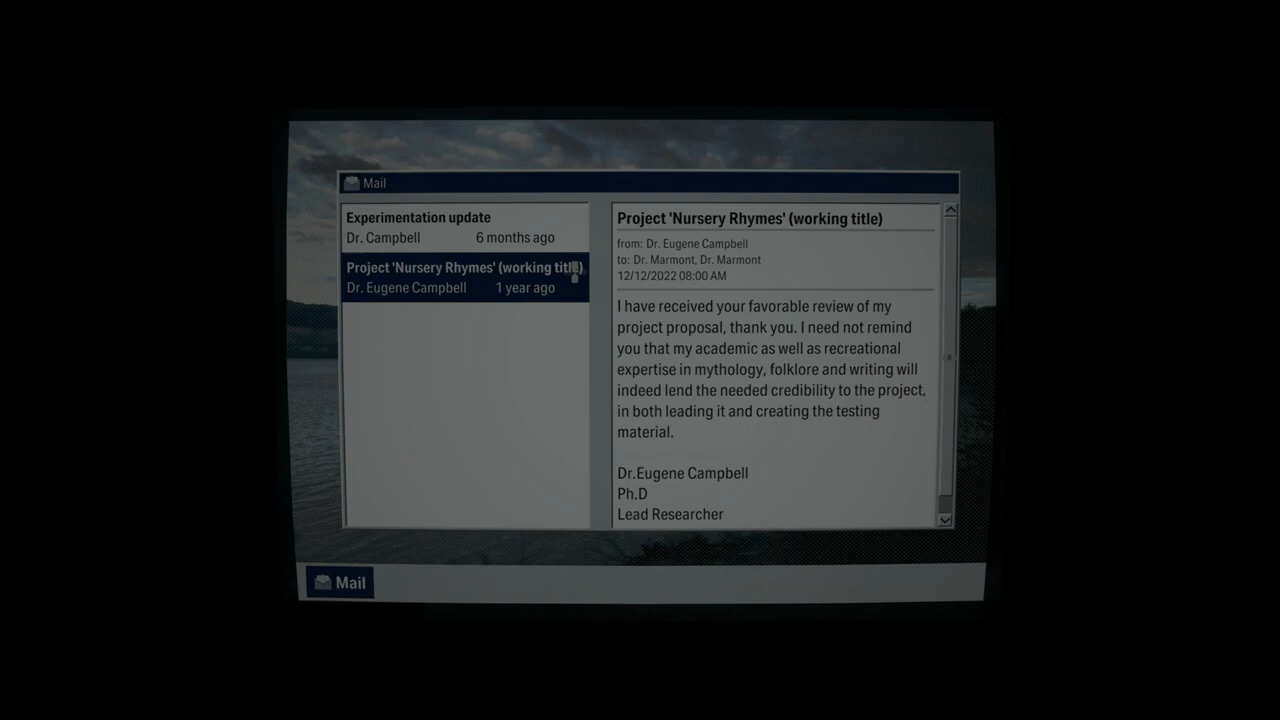 Mail
Experimentation update
Dr. Campbell 6 months ago
Project 'Nursery Rhymes' (working title)
Dr. Eugene Campbell 1 year ago
Project 'Nursery Rhymes' (working title)
from: Dr. Eugene Campbell
to: Dr. Marmont, Dr. Marmont
12/12/2022 08:00 AM
I have received your favorable review of my
project proposal, thank you. I need not remind
you that my academic as well as recreational
expertise in mythology, folklore and writing will
indeed lend the needed credibility to the project,
in both leading it and creating the testing
material.
Dr.Eugene Campbell
Ph.D
Lead Researcher
Mail